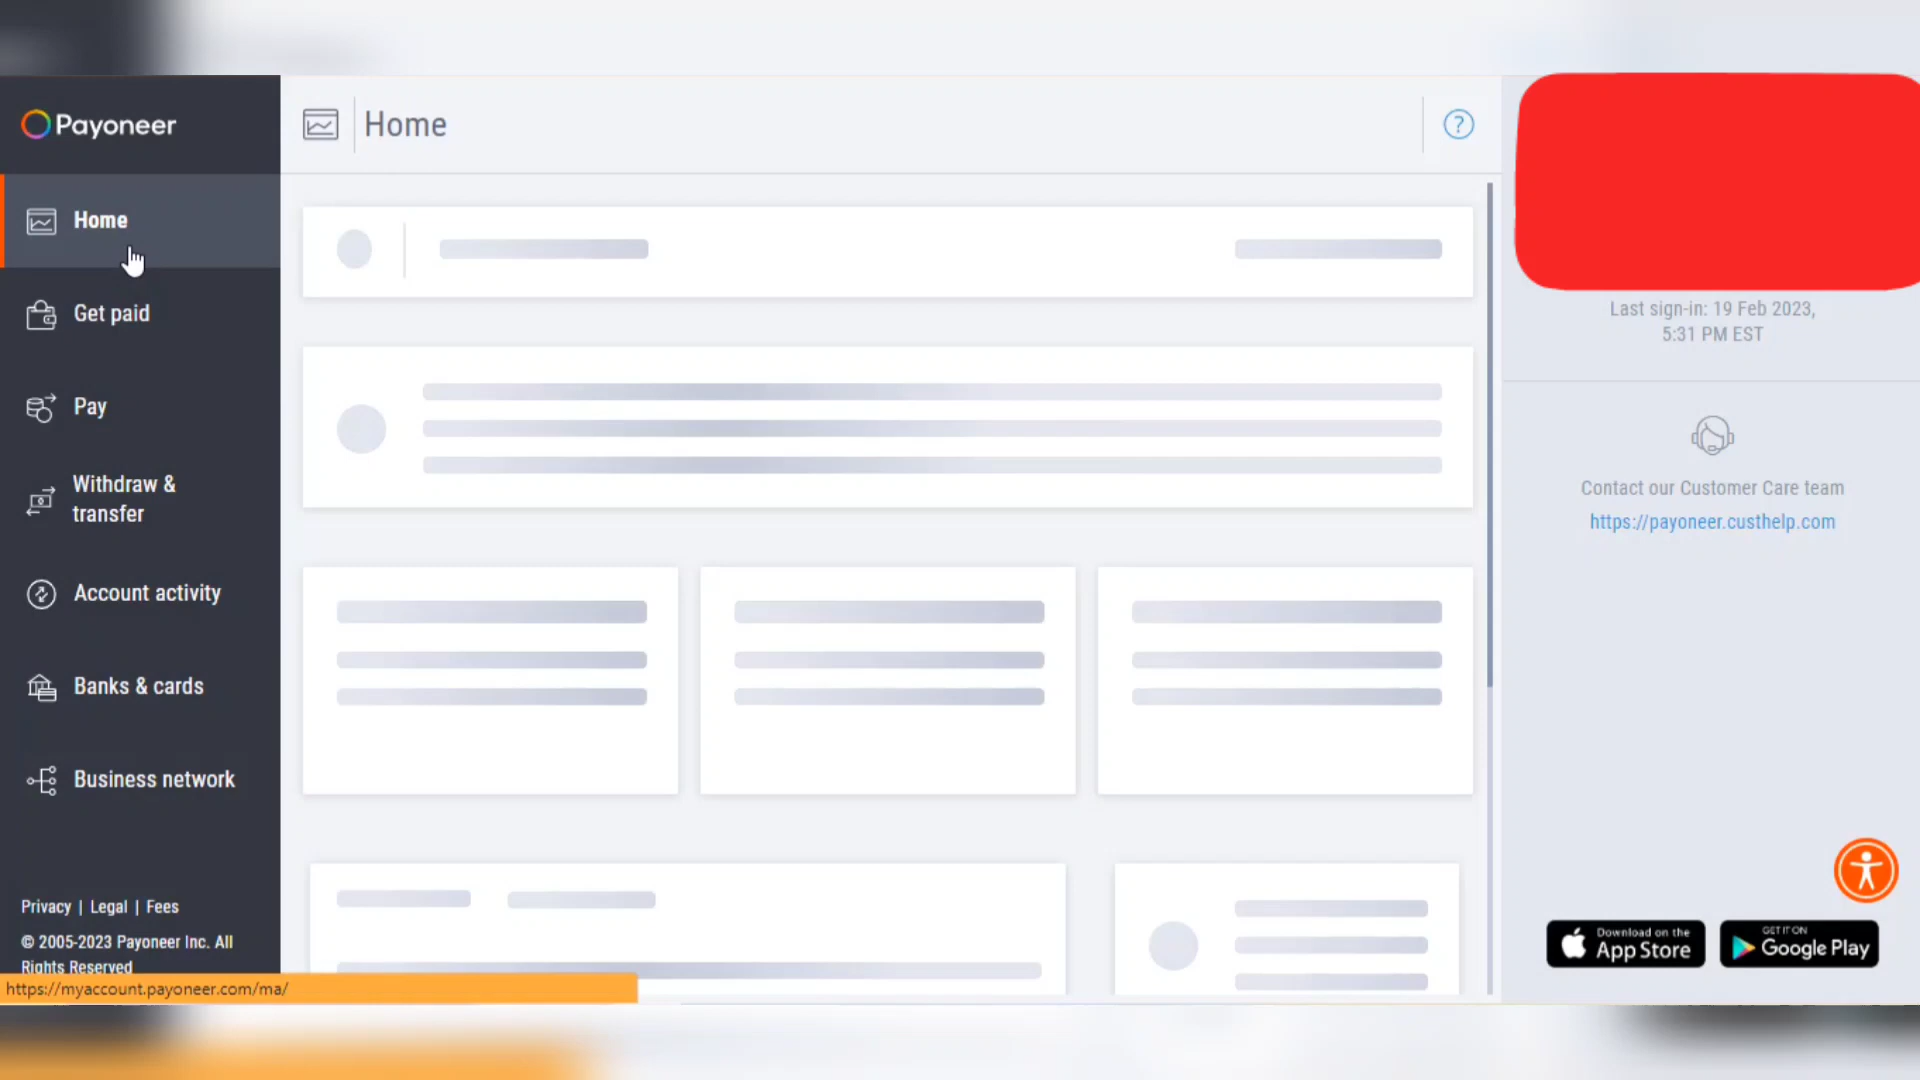 Payoneer
Home
Get paid
Pay
Withdraw &
transfer
Account activity
Banks & cards
Business network
Privacy | Legal | Fees
© 2005-2023 Payoneer Inc. All
Rights Reserved
https://myaccount.payoneer.com/ma/
Home
?
Last sign-in: 19 Feb 2023,
5:31 PM EST
Contact our Customer Care team
https://payoneer.custhelp.com
Download on the
App Store
GET IT ON
Google Play